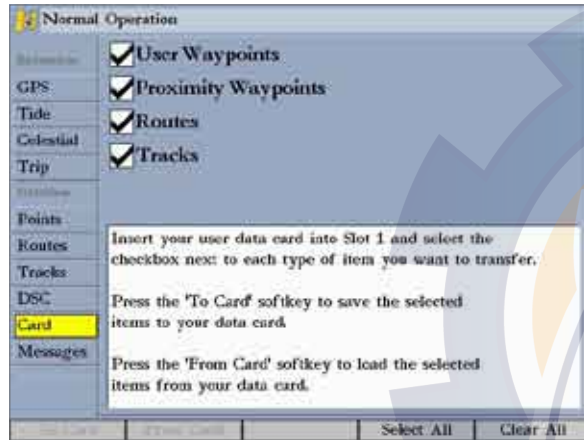 Normal Operation
User Waypoints
Proximity Waypoints
Routes
Tracks
GPS
Tide
Celestial
Trip
Points
Routes
Tracks
DSC
Card
Messages
Insert your user data card into Slot 1 and select the
checkbox next to each type of item you want to transfer.
Press the 'To Card' softkey to save the selected
items to your data card.
Press the 'From Card' softkey to load the selected
items from your data card.
Select All
Clear All